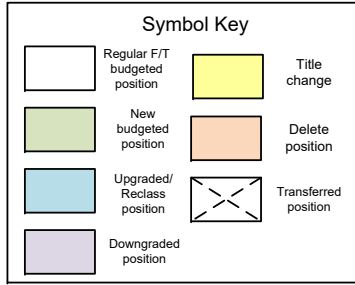 Symbol Key
Regular F/T
budgeted
position
New
budgeted
position
Upgraded/
Reclass
position
Downgraded
position
Title
change
Delete
position
Transferred
position